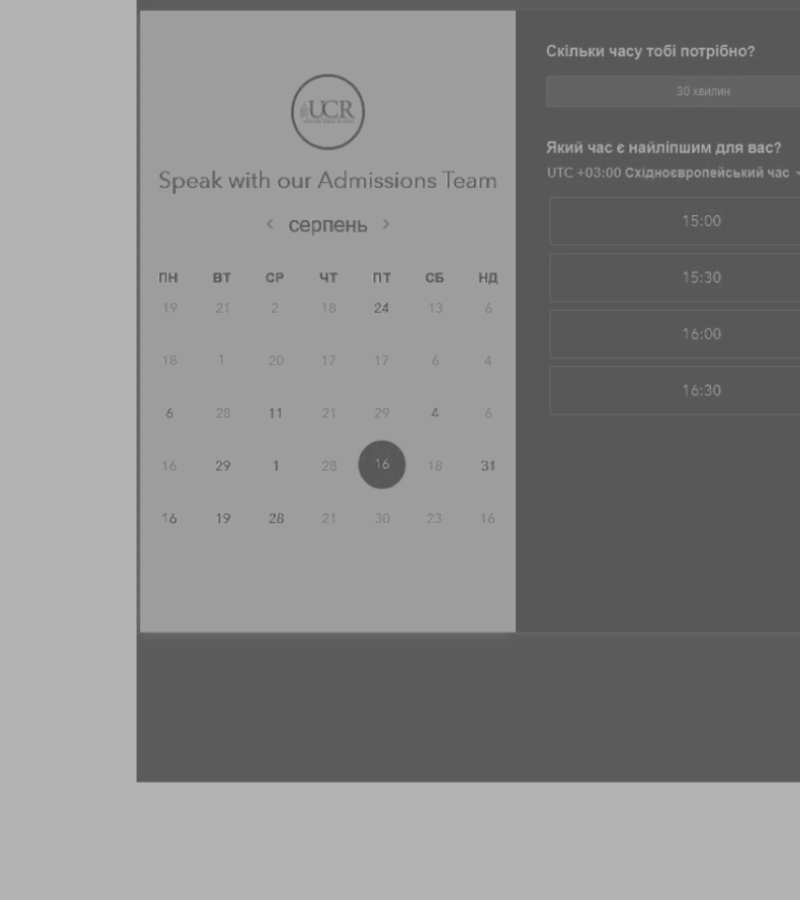 UCR
Speak with our Admissions Team
серпень
ПН ВТ СР ЧТ ПТ СБ НД
19 21 2 18 24 13 6
18 1 20 17 17 6 4
6 28 11 21 29 4 6
16 29 1 28 16 18 31
16 19 28 21 30 23 16
Скільки часу тобі потрібно?
30 хвилин
Який час є найліпшим для вас?
UTC +03:00 Східноєвропейський час
15:00
15:30
16:00
16:30